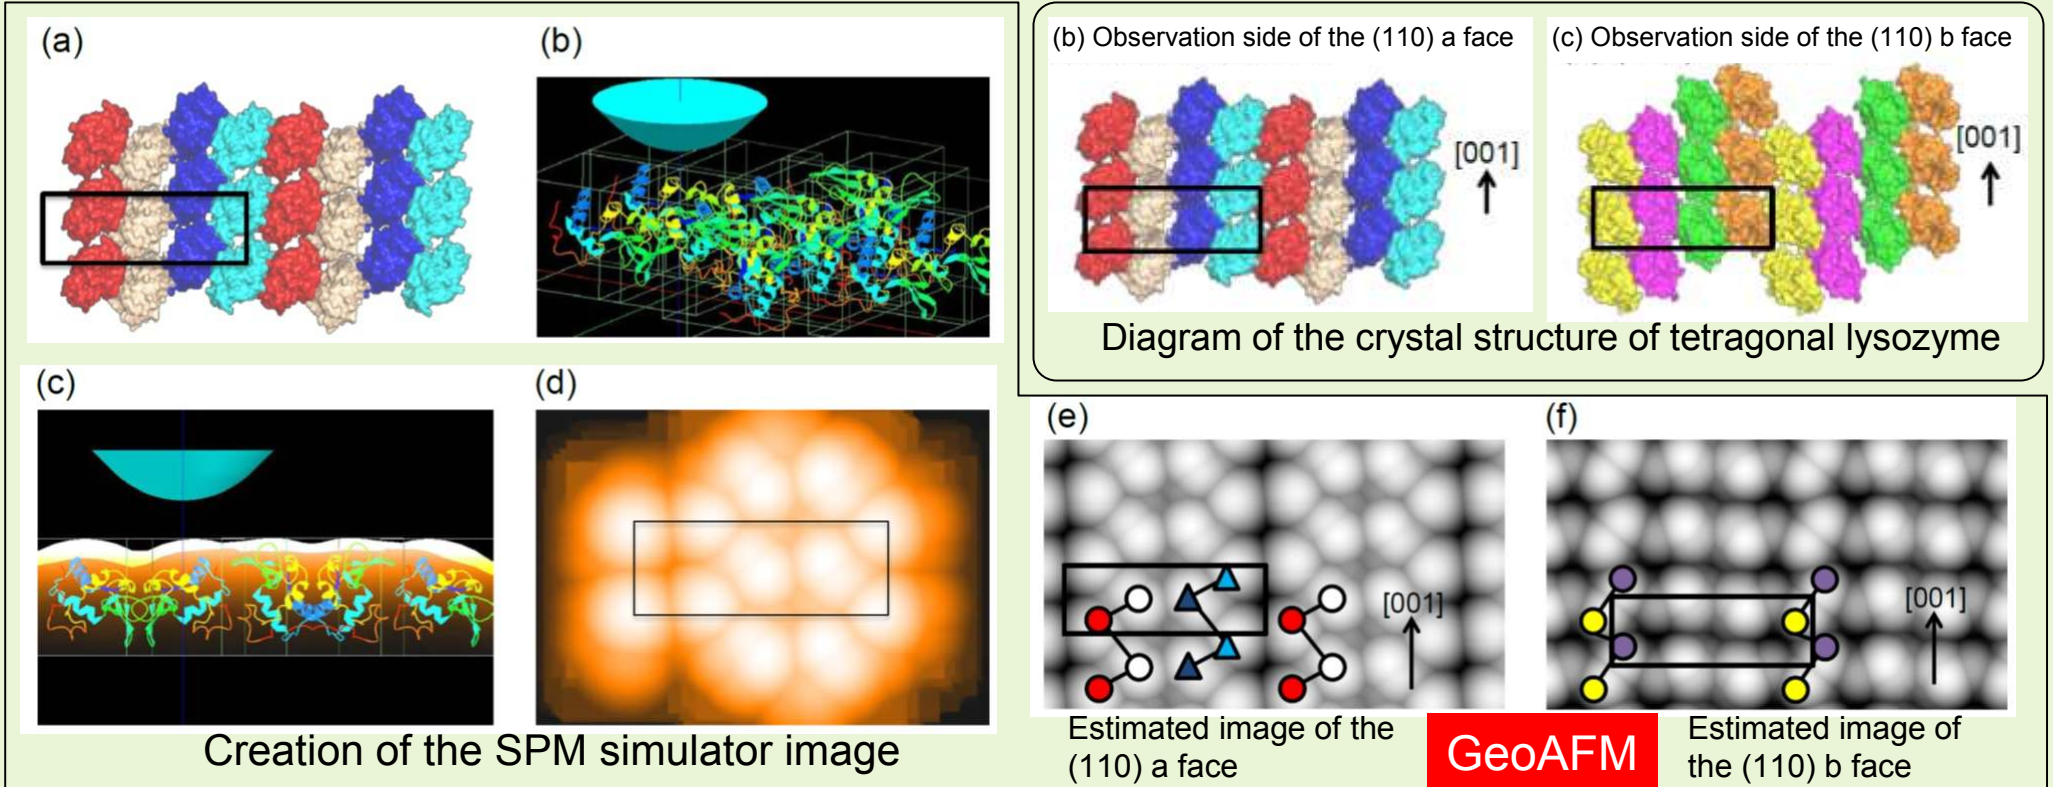 (a)
(b)
(c)
(d)
Creation of the SPM simulator image
(b) Observation side of the (110) a face
(c) Observation side of the (110) b face
[001]
[001]
Diagram of the crystal structure of tetragonal lysozyme
(e)
(f)
[001]
[001]
Estimated image of the
(110) a face
GeoAFM
Estimated image of
the (110) b face